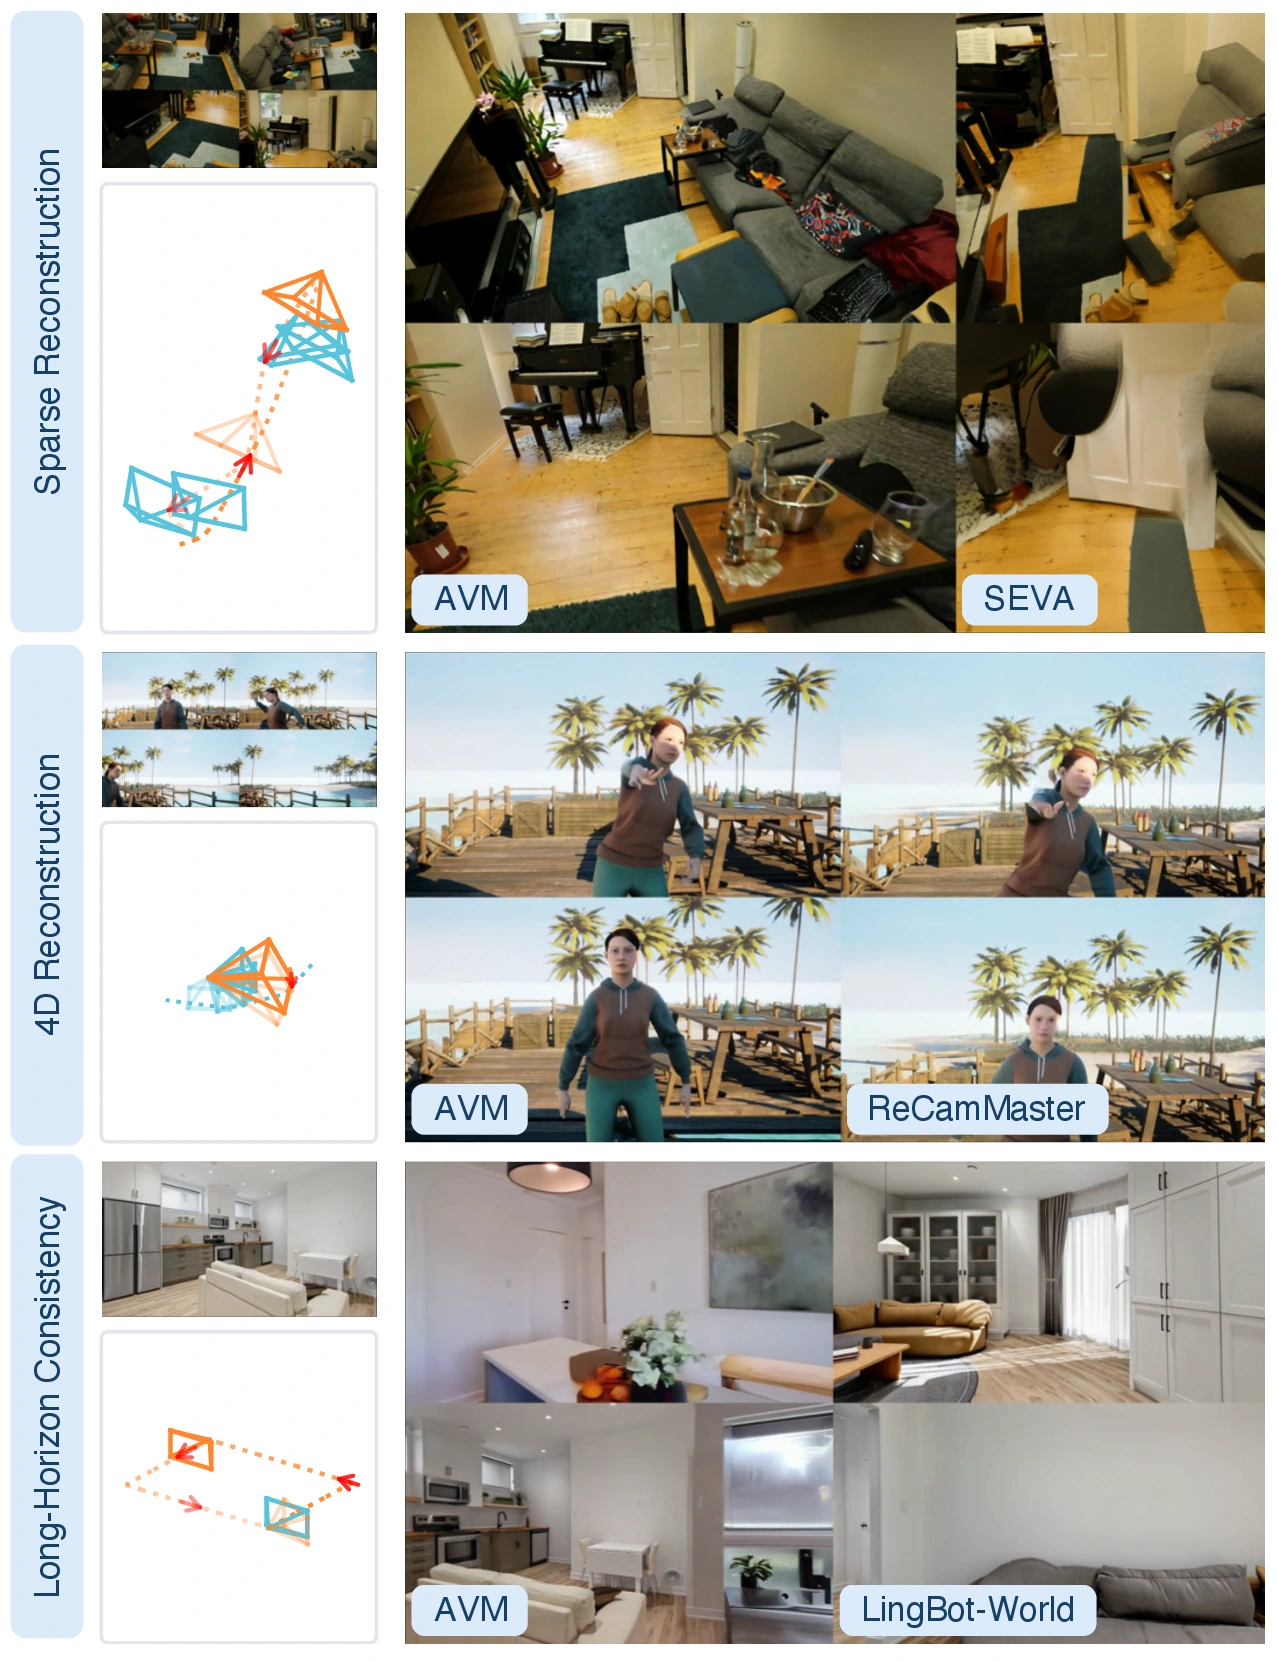 Sparse Reconstruction
AVM
SEVA
4D Reconstruction
AVM
ReCamMaster
Long-Horizon Consistency
AVM
LingBot-World